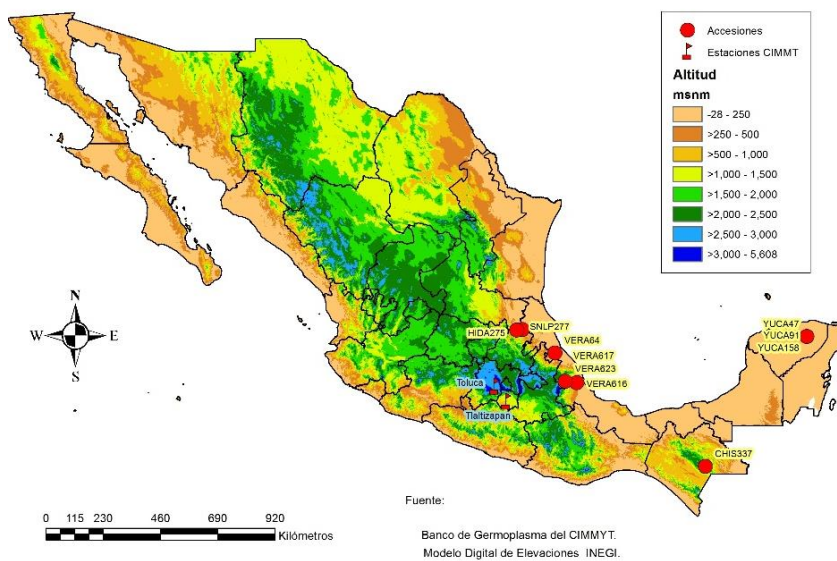 Accesiones
Estaciones CIMMT
Altitud
msnm
-28 - 250
>250 - 500
>500 - 1,000
>1,000 - 1,500
>1,500 - 2,000
>2,000 - 2,500
>2,500 - 3,000
>3,000 - 5,608
N
W E
S
HIDA275
SNLP277
VERA64
VERA617
VERA623
VERA616
YUCA47
YUCA91
YUCA158
Toluca
Tlaltizapán
CHIS337
0 115 230 460 690 920
Kilómetros
Fuente:
Banco de Germoplasma del CIMMYT.
Modelo Digital de Elevaciones INEGI.